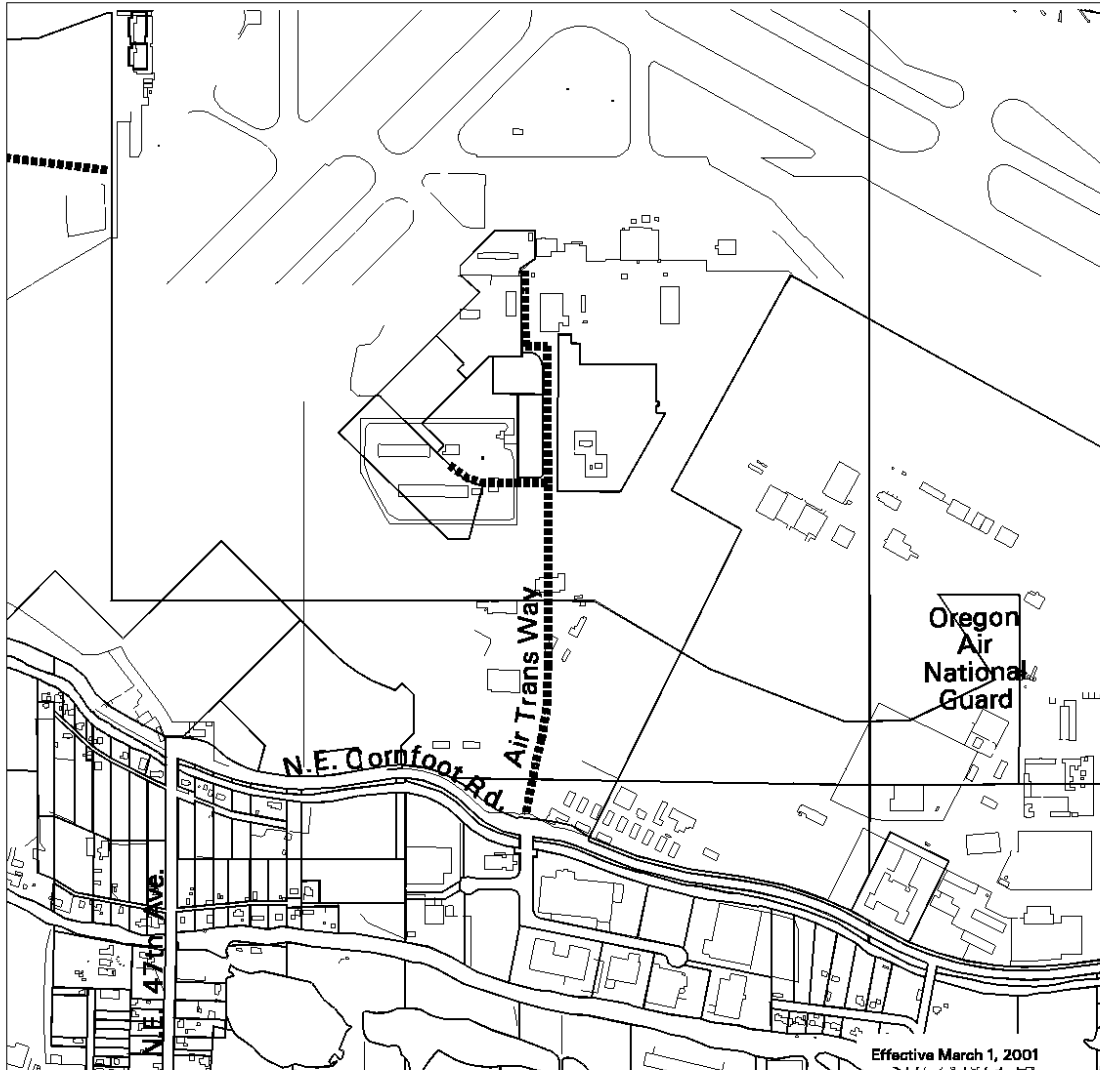 Oregon
Air
National
Guard
Air Trans Way
N.E. Cornfoot Rd.
N.E. 47th Ave.
Effective March 1, 2001